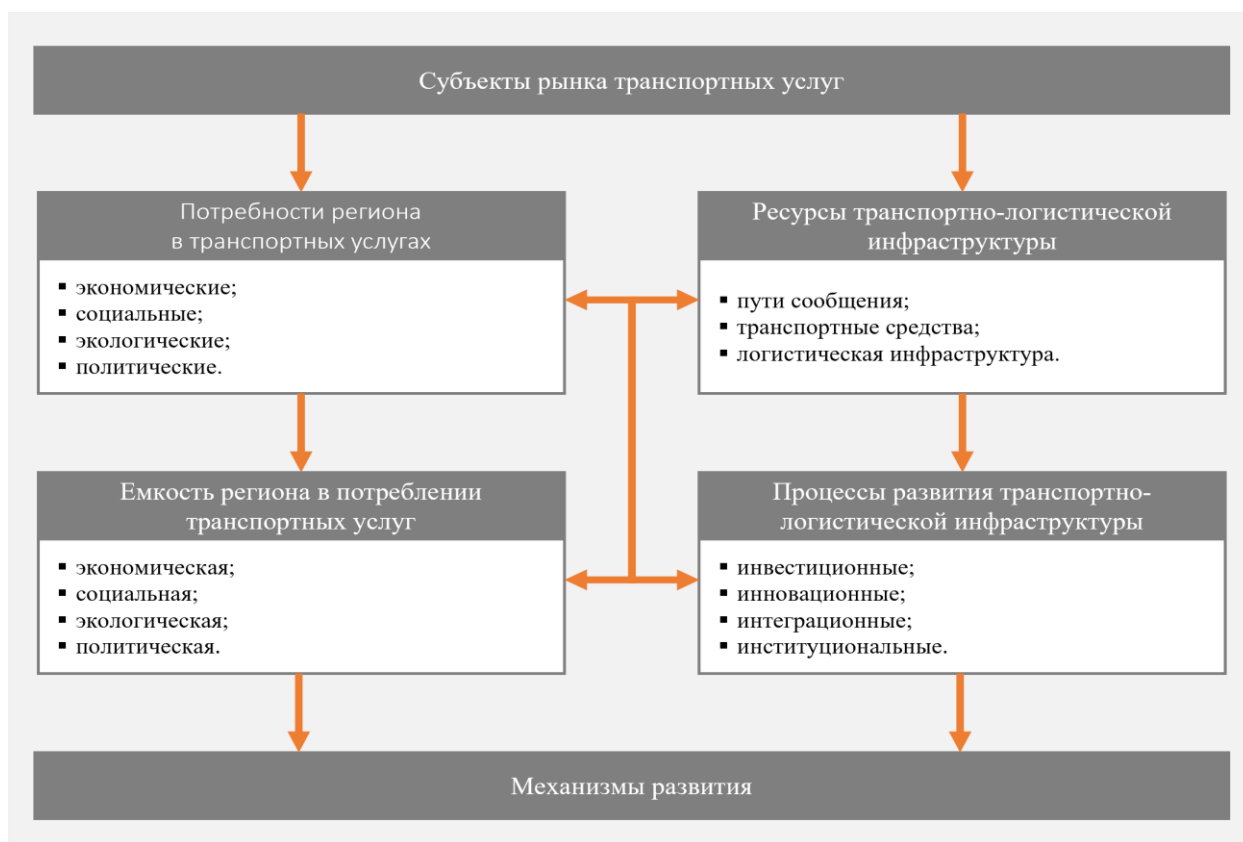 Субъекты рынка транспортных услуг
Потребности региона
в транспортных услугах
▪ экономические;
▪ социальные;
▪ экологические;
▪ политические.
Ресурсы транспортно-логистической
инфраструктуры
▪ пути сообщения;
▪ транспортные средства;
▪ логистическая инфраструктура.
Емкость региона в потреблении
транспортных услуг
▪ экономическая;
▪ социальная;
▪ экологическая;
▪ политическая.
Процессы развития транспортно-
логистической инфраструктуры
▪ инвестиционные;
▪ инновационные;
▪ интеграционные;
▪ институциональные.
Механизмы развития